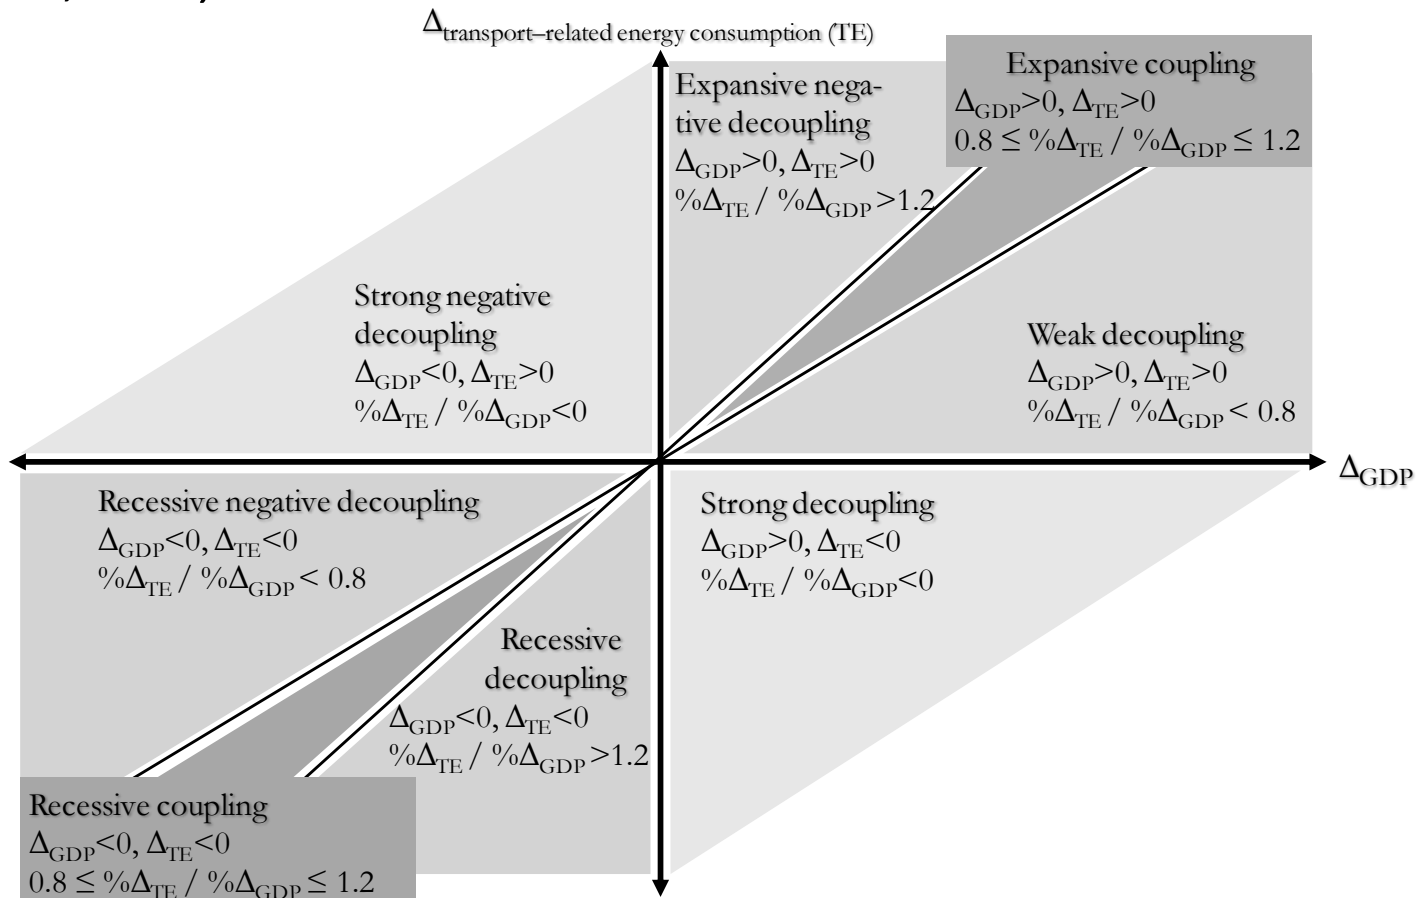 Δtransport–related energy consumption (TE)
Expansive nega-
tive decoupling
ΔGDP>0, ΔTE>0
%ΔTE / %ΔGDP >1.2
Expansive coupling
ΔGDP>0, ΔTE>0
0.8 ≤ %ΔTE / %ΔGDP ≤ 1.2
Strong negative
decoupling
ΔGDP<0, ΔTE>0
%ΔTE / %ΔGDP<0
Weak decoupling
ΔGDP>0, ΔTE>0
%ΔTE / %ΔGDP < 0.8
ΔGDP
Recessive negative decoupling
ΔGDP<0, ΔTE<0
%ΔTE / %ΔGDP < 0.8
Strong decoupling
ΔGDP>0, ΔTE<0
%ΔTE / %ΔGDP<0
Recessive
decoupling
ΔGDP<0, ΔTE<0
%ΔTE / %ΔGDP >1.2
Recessive coupling
ΔGDP<0, ΔTE<0
0.8 ≤ %ΔTE / %ΔGDP ≤ 1.2